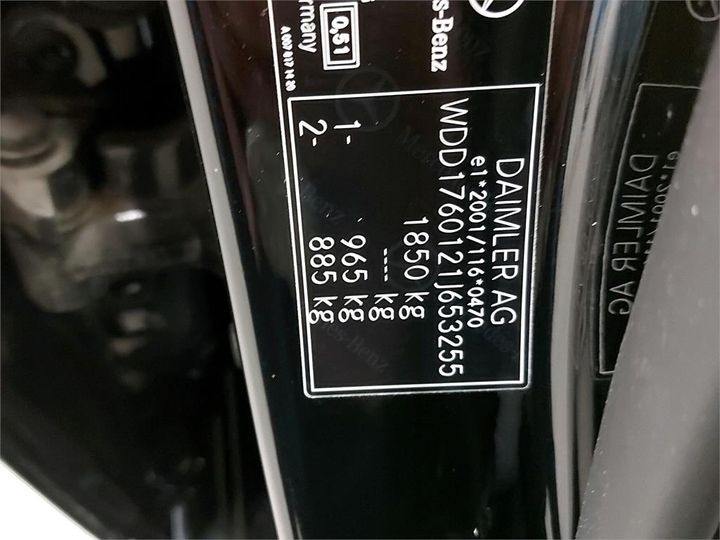 DAIMLER AG
e1*2001/116*0470
WDD1760121J653255
1850 kg
---- kg
1- 965 kg
2- 885 kg
-Benz
0,51
many
DAIMLER AG